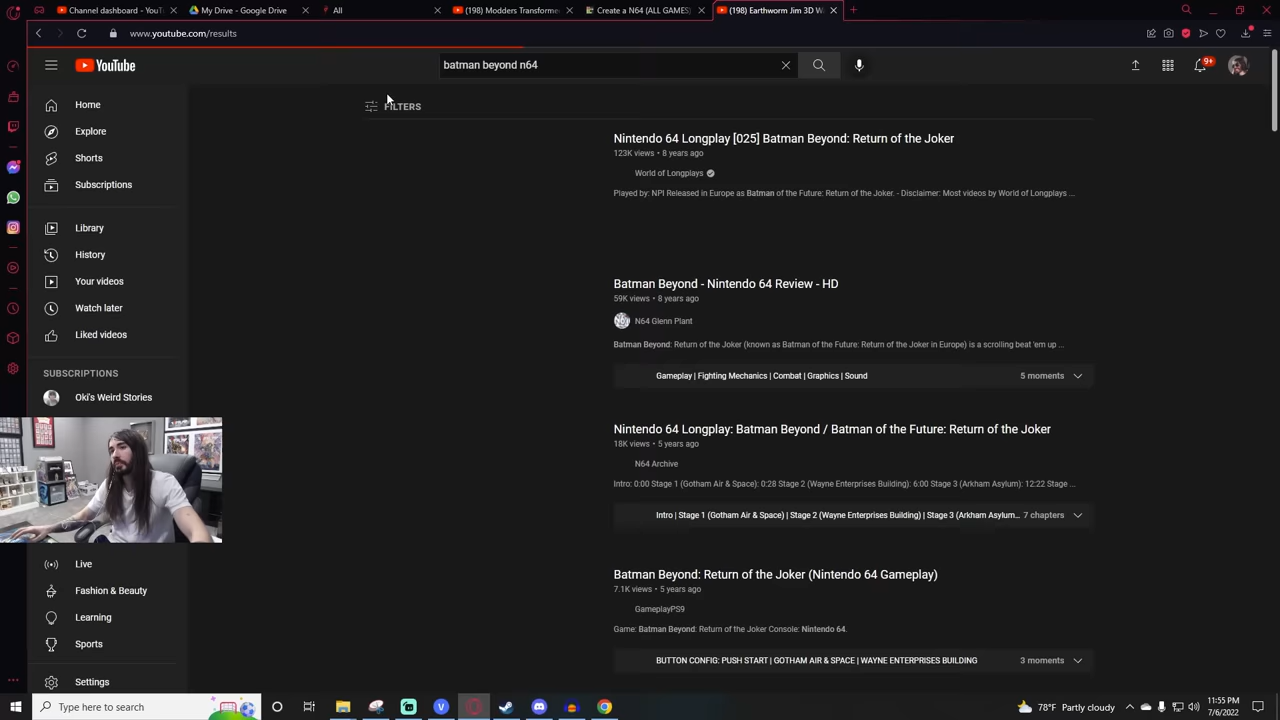 Channel dashboard - YouTu
My Drive - Google Drive
All
(198) Modders Transforme
Create a N64 (ALL GAMES)
(198) Earthworm Jim 3D W
www.youtube.com/results
YouTube
batman beyond n64
9+
FILTERS
Home
Explore
Shorts
Subscriptions
Library
History
Your videos
Watch later
Liked videos
SUBSCRIPTIONS
Oki's Weird Stories
Live
Fashion & Beauty
Learning
Sports
Settings
Nintendo 64 Longplay [025] Batman Beyond: Return of the Joker
123K views • 8 years ago
World of Longplays
Played by: NPI Released in Europe as Batman of the Future: Return of the Joker. - Disclaimer: Most videos by World of Longplays ...
Batman Beyond - Nintendo 64 Review - HD
59K views • 8 years ago
N64 Glenn Plant
Batman Beyond: Return of the Joker (known as Batman of the Future: Return of the Joker in Europe) is a scrolling beat 'em up ...
Gameplay | Fighting Mechanics | Combat | Graphics | Sound 5 moments
Nintendo 64 Longplay: Batman Beyond / Batman of the Future: Return of the Joker
18K views • 5 years ago
N64 Archive
Intro: 0:00 Stage 1 (Gotham Air & Space): 0:28 Stage 2 (Wayne Enterprises Building): 6:00 Stage 3 (Arkham Asylum): 12:22 Stage ...
Intro | Stage 1 (Gotham Air & Space) | Stage 2 (Wayne Enterprises Building) | Stage 3 (Arkham Asylum... 7 chapters
Batman Beyond: Return of the Joker (Nintendo 64 Gameplay)
7.1K views • 5 years ago
GameplayPS9
Game: Batman Beyond: Return of the Joker Console: Nintendo 64.
BUTTON CONFIG: PUSH START | GOTHAM AIR & SPACE | WAYNE ENTERPRISES BUILDING 3 moments
Type here to search
78°F Partly cloudy
11:55 PM
7/6/2022